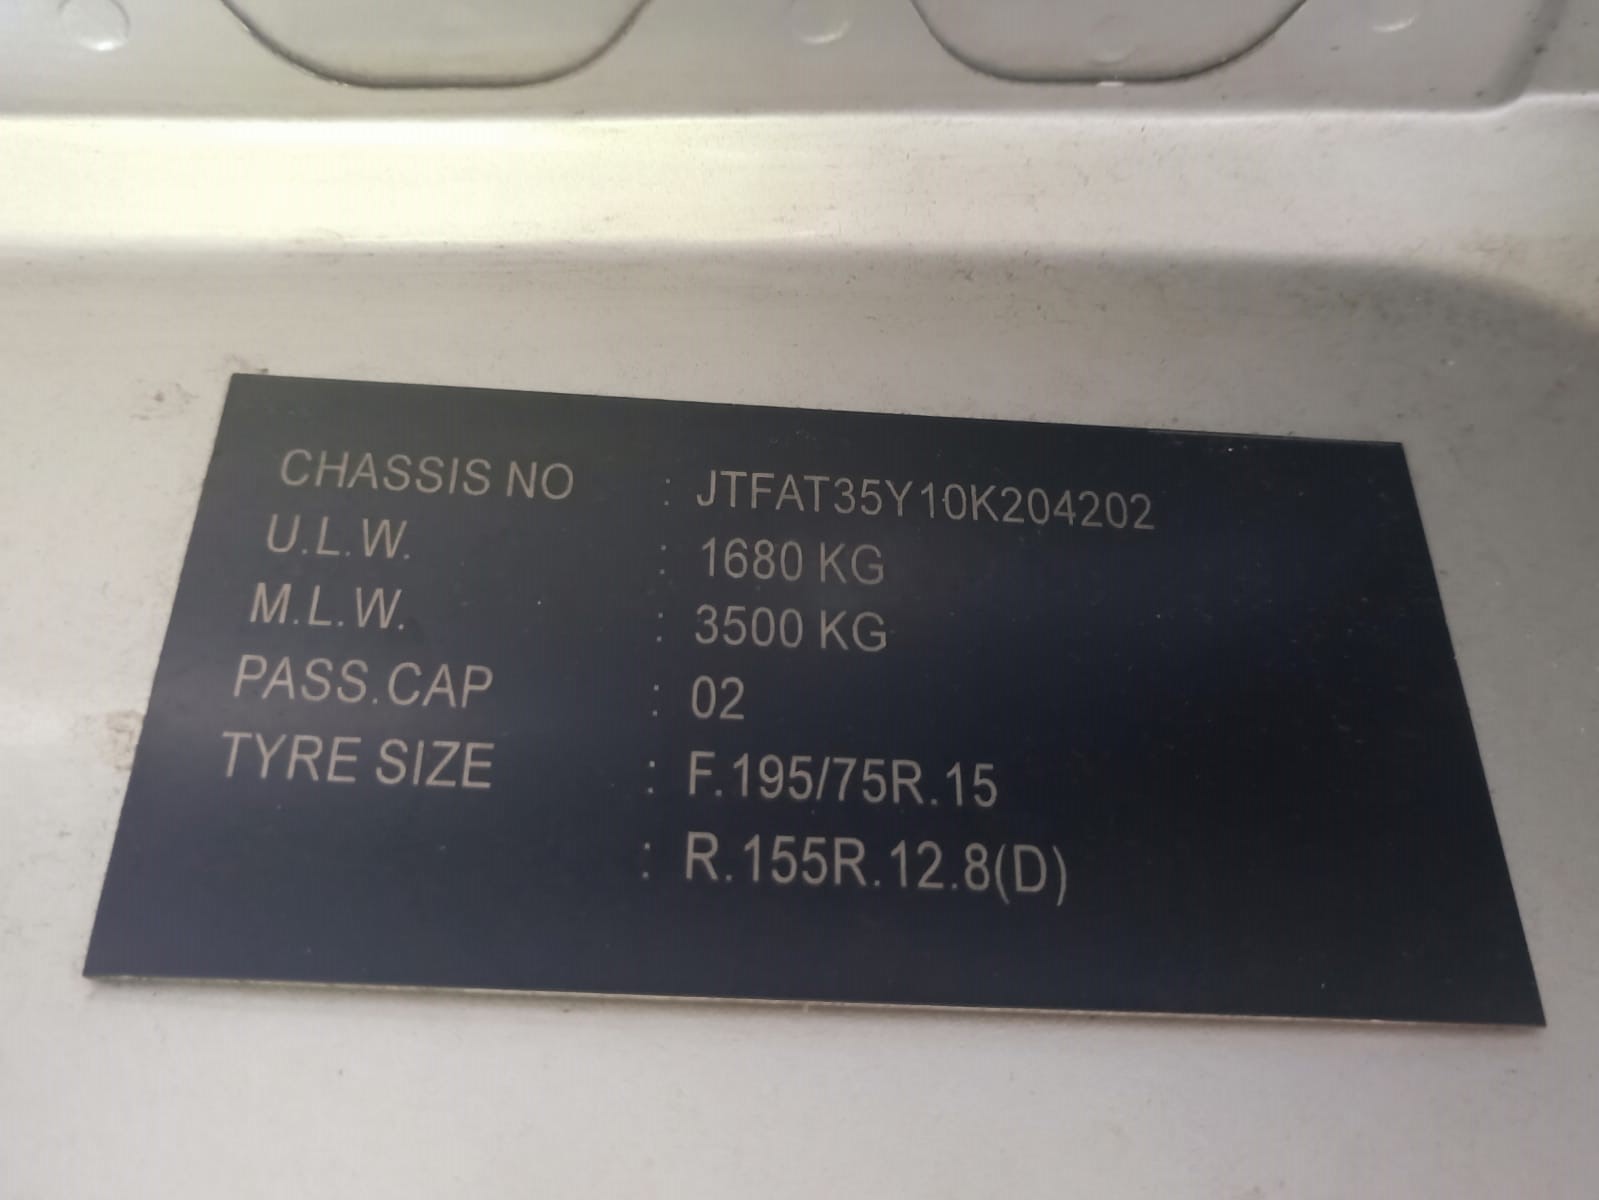 CHASSIS NO : JTFAT35Y10K204202
U.L.W. : 1680 KG
M.L.W. : 3500 KG
PASS.CAP : 02
TYRE SIZE : F.195/75R.15
: R.155R.12.8(D)